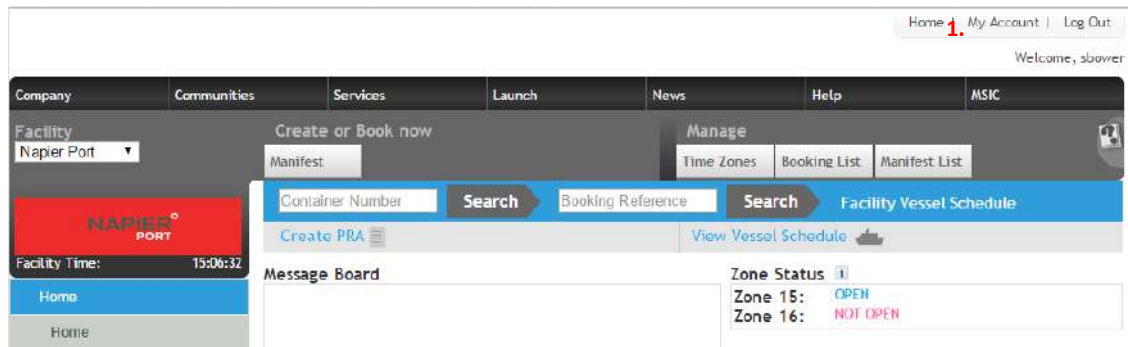 Home | 1. My Account | Log Out
Welcome, sbower
Company Communities Services Launch News Help MSIC
Facility Create or Book now Manage
Napier Port ▼
Manifest Time Zones Booking List Manifest List
Container Number Search Booking Reference Search Facility Vessel Schedule
NAPIER PORT
Create PRA View Vessel Schedule
Facility Time: 15:06:32
Message Board Zone Status i
Home Zone 15: OPEN
Zone 16: NOT OPEN
Home